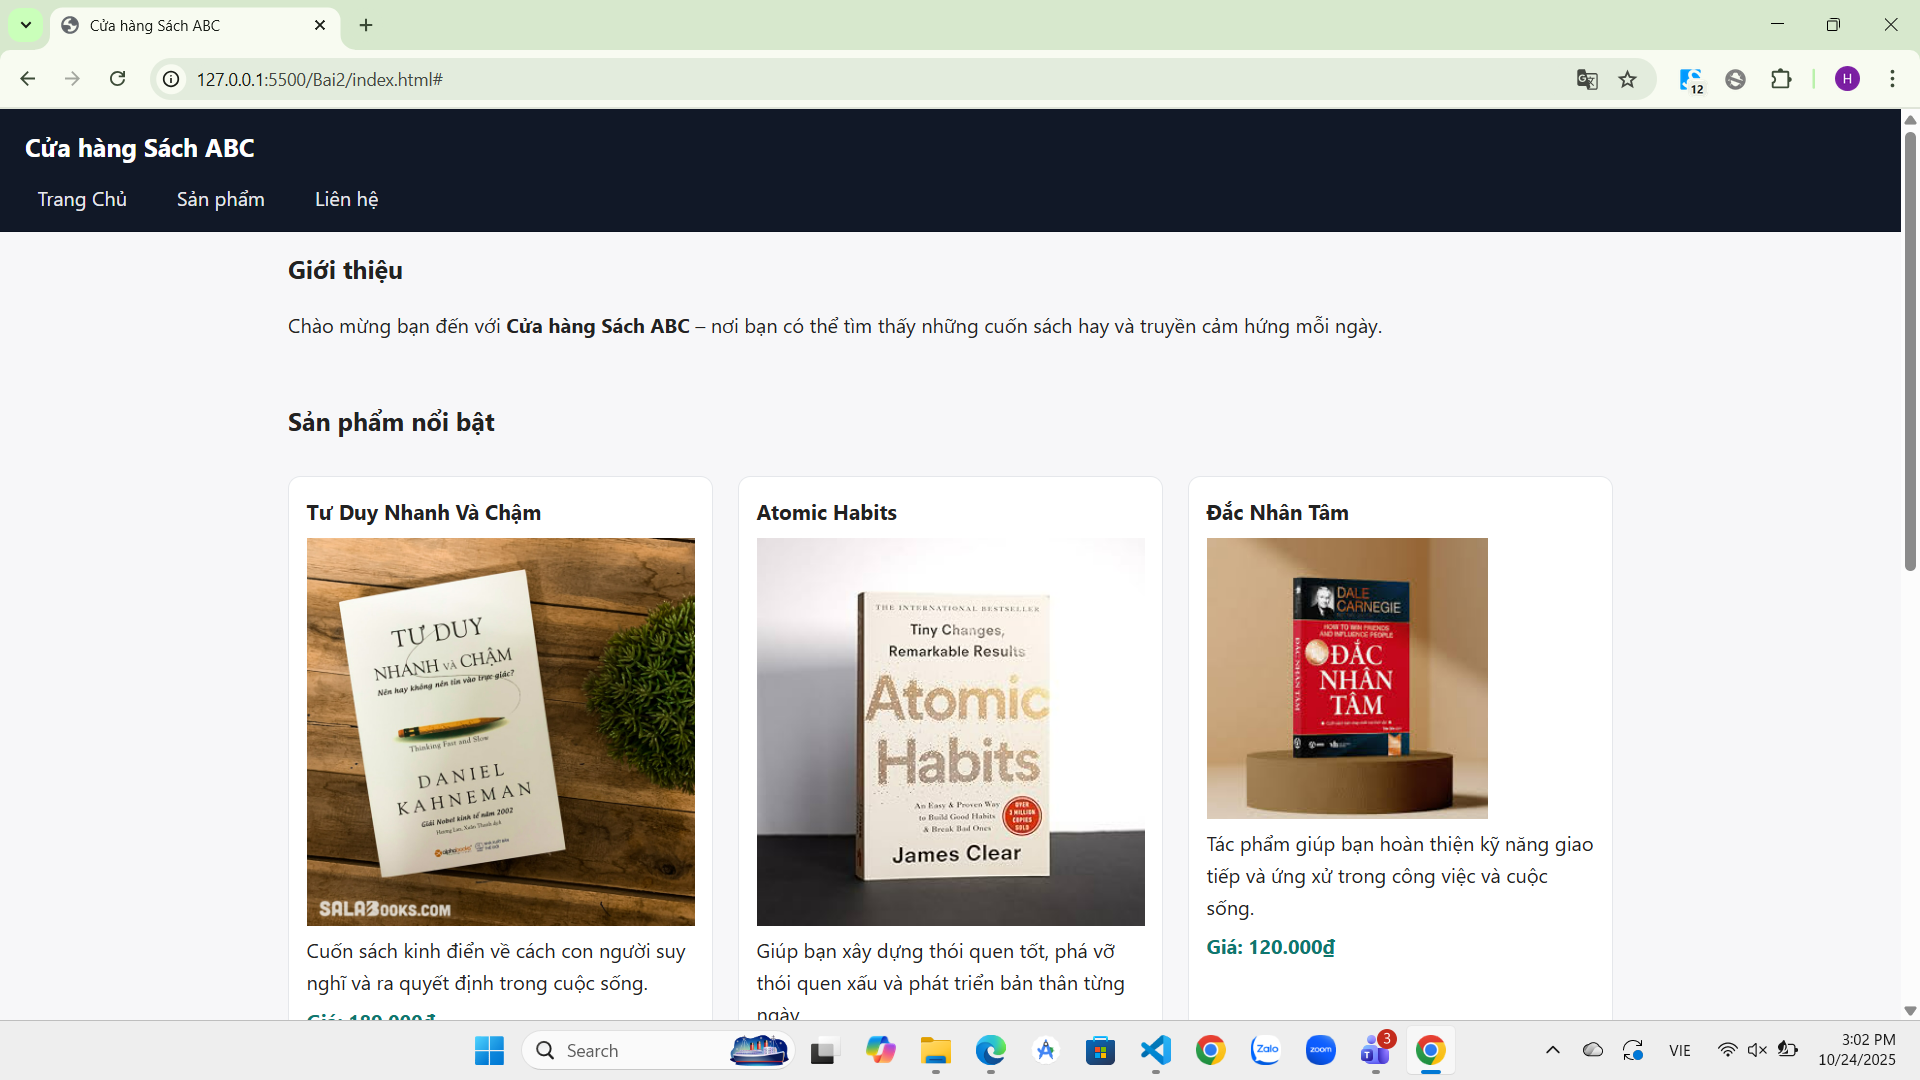 Cửa hàng Sách ABC
127.0.0.1:5500/Bai2/index.html#
12
H
Cửa hàng Sách ABC
Trang Chủ
Sản phẩm
Liên hệ
Giới thiệu
Chào mừng bạn đến với Cửa hàng Sách ABC – nơi bạn có thể tìm thấy những cuốn sách hay và truyền cảm hứng mỗi ngày.
Sản phẩm nổi bật
Tư Duy Nhanh Và Chậm
TƯ DUY
NHANH VÀ CHẬM
Nên hay không nên tin vào trực giác?
Thinking Fast and Slow
DANIEL
KAHNEMAN
Giải Nobel kinh tế năm 2002
SALABOOKS.COM
Cuốn sách kinh điển về cách con người suy
nghĩ và ra quyết định trong cuộc sống.
Atomic Habits
THE INTERNATIONAL BESTSELLER
Tiny Changes,
Remarkable Results
Atomic
Habits
An Easy & Proven Way
to Build Good Habits
& Break Bad Ones
OVER
3 MILLION
COPIES
SOLD
James Clear
Giúp bạn xây dựng thói quen tốt, phá vỡ
thói quen xấu và phát triển bản thân từng
ngày.
Đắc Nhân Tâm
DALE
CARNEGIE
HOW TO WIN FRIENDS
AND INFLUENCE PEOPLE
ĐẮC
NHÂN
TÂM
ĐẮC NHÂN TÂM
Tác phẩm giúp bạn hoàn thiện kỹ năng giao
tiếp và ứng xử trong công việc và cuộc
sống.
Giá: 120.000₫
Search
Zalo
zoom
T
3
VIE
3:02 PM
10/24/2025